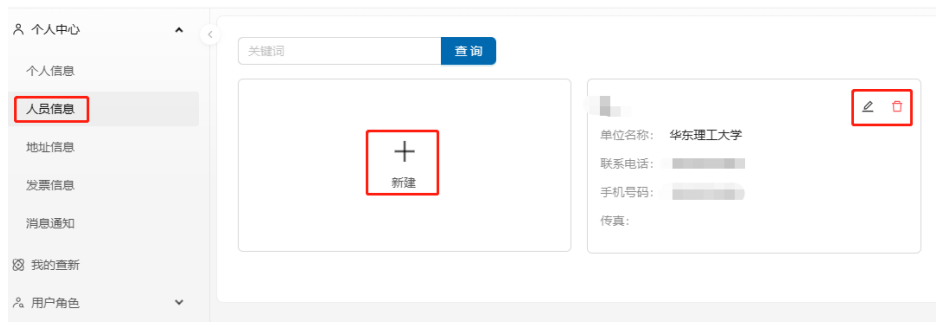 个人中心
个人信息
人员信息
地址信息
发票信息
消息通知
我的查新
用户角色
关键词
查询
新建
单位名称： 华东理工大学
联系电话：
手机号码：
传真：